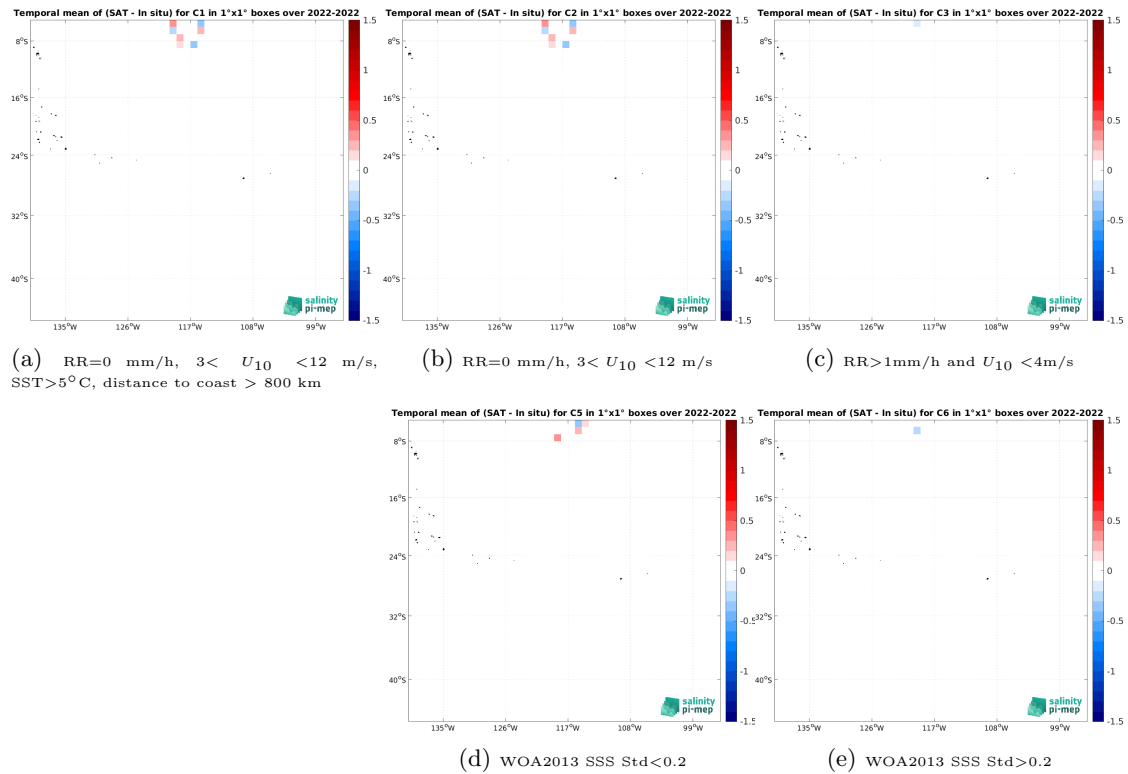 Temporal mean of (SAT - In situ) for C1 in 1°x1° boxes over 2022-2022
8°S
16°S
24°S
32°S
40°S
135°W
126°W
117°W
108°W
99°W
1.5
1
0.5
0
-0.5
-1
-1.5
salinity
pi-mep
(a) RR=0 mm/h, 3< U10 <12 m/s,
SST>5°C, distance to coast > 800 km
Temporal mean of (SAT - In situ) for C2 in 1°x1° boxes over 2022-2022
8°S
16°S
24°S
32°S
40°S
135°W
126°W
117°W
108°W
99°W
1.5
1
0.5
0
-0.5
-1
-1.5
salinity
pi-mep
(b) RR=0 mm/h, 3< U10 <12 m/s
Temporal mean of (SAT - In situ) for C3 in 1°x1° boxes over 2022-2022
8°S
16°S
24°S
32°S
40°S
135°W
126°W
117°W
108°W
99°W
1.5
1
0.5
0
-0.5
-1
-1.5
salinity
pi-mep
(c) RR>1mm/h and U10 <4m/s
Temporal mean of (SAT - In situ) for C5 in 1°x1° boxes over 2022-2022
8°S
16°S
24°S
32°S
40°S
135°W
126°W
117°W
108°W
99°W
1.5
1
0.5
0
-0.5
-1
-1.5
salinity
pi-mep
(d) WOA2013 SSS Std<0.2
Temporal mean of (SAT - In situ) for C6 in 1°x1° boxes over 2022-2022
8°S
16°S
24°S
32°S
40°S
135°W
126°W
117°W
108°W
99°W
1.5
1
0.5
0
-0.5
-1
-1.5
salinity
pi-mep
(e) WOA2013 SSS Std>0.2